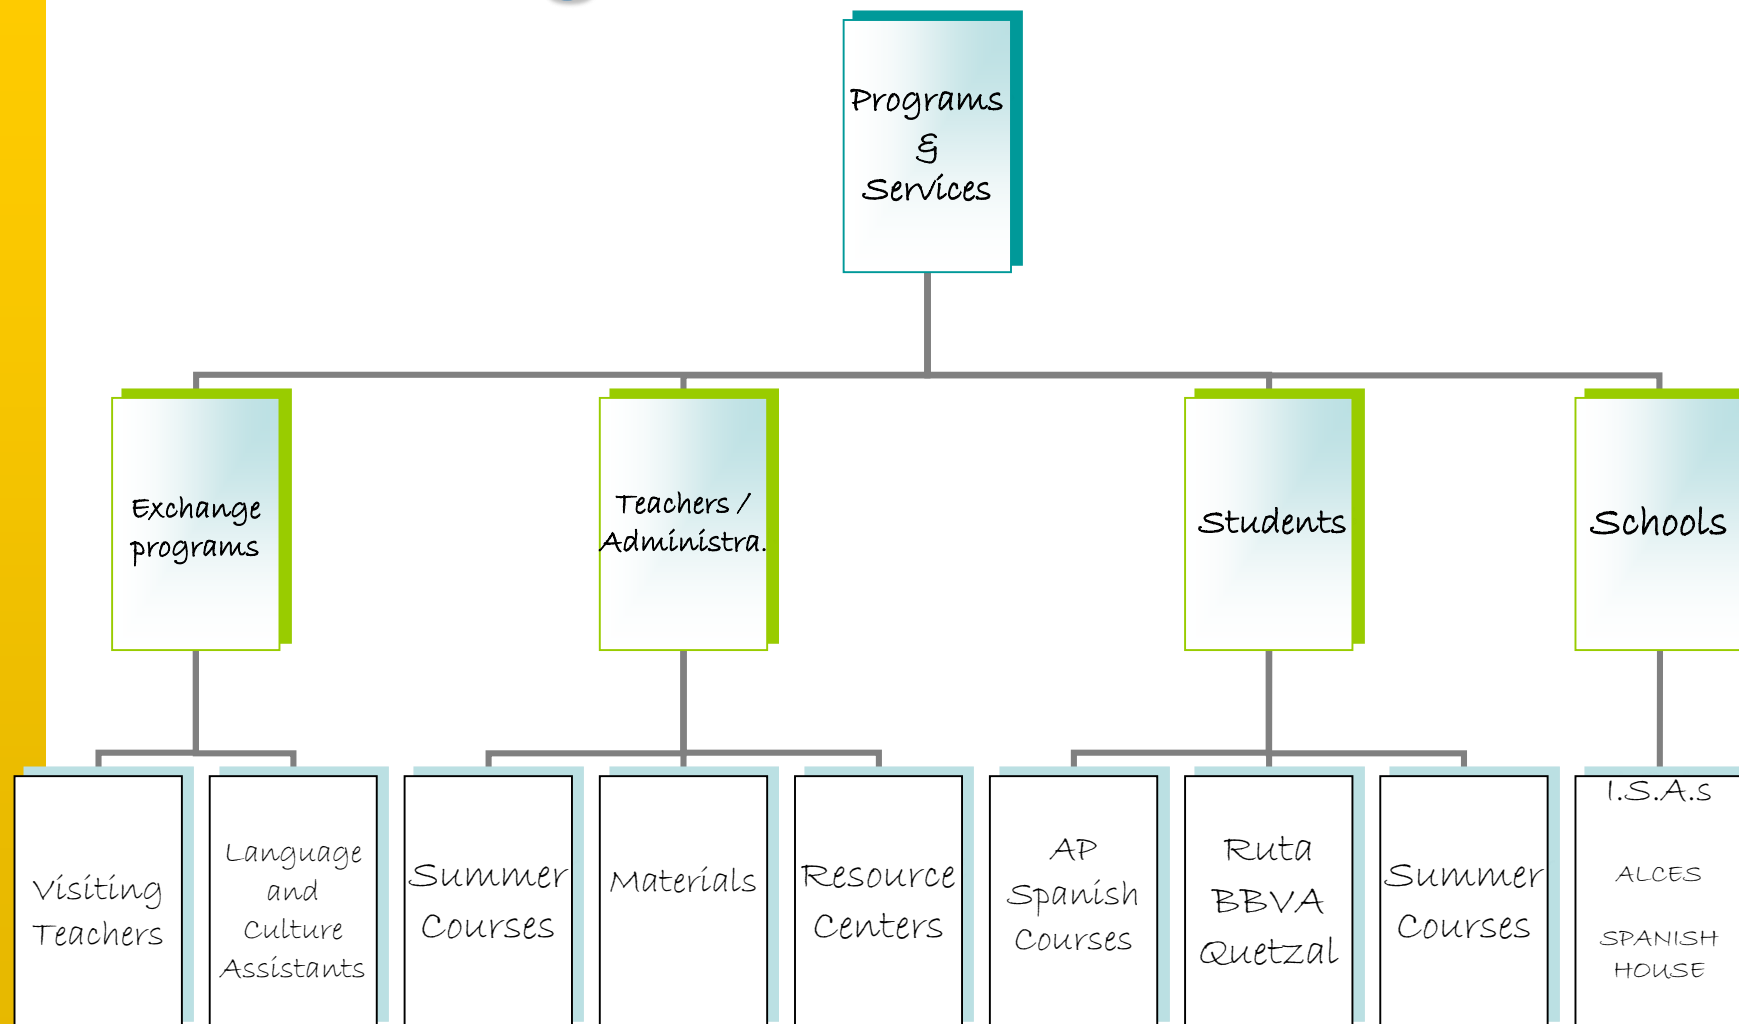 Programs
&
Services
Exchange
programs
Teachers /
Administra.
Students
Schools
Visiting
Teachers
Language
and
Culture
Assistants
Summer
Courses
Materials
Resource
Centers
AP
Spanish
Courses
Ruta
BBVA
Quetzal
Summer
Courses
I.S.A.s
ALCES
SPANISH
HOUSE